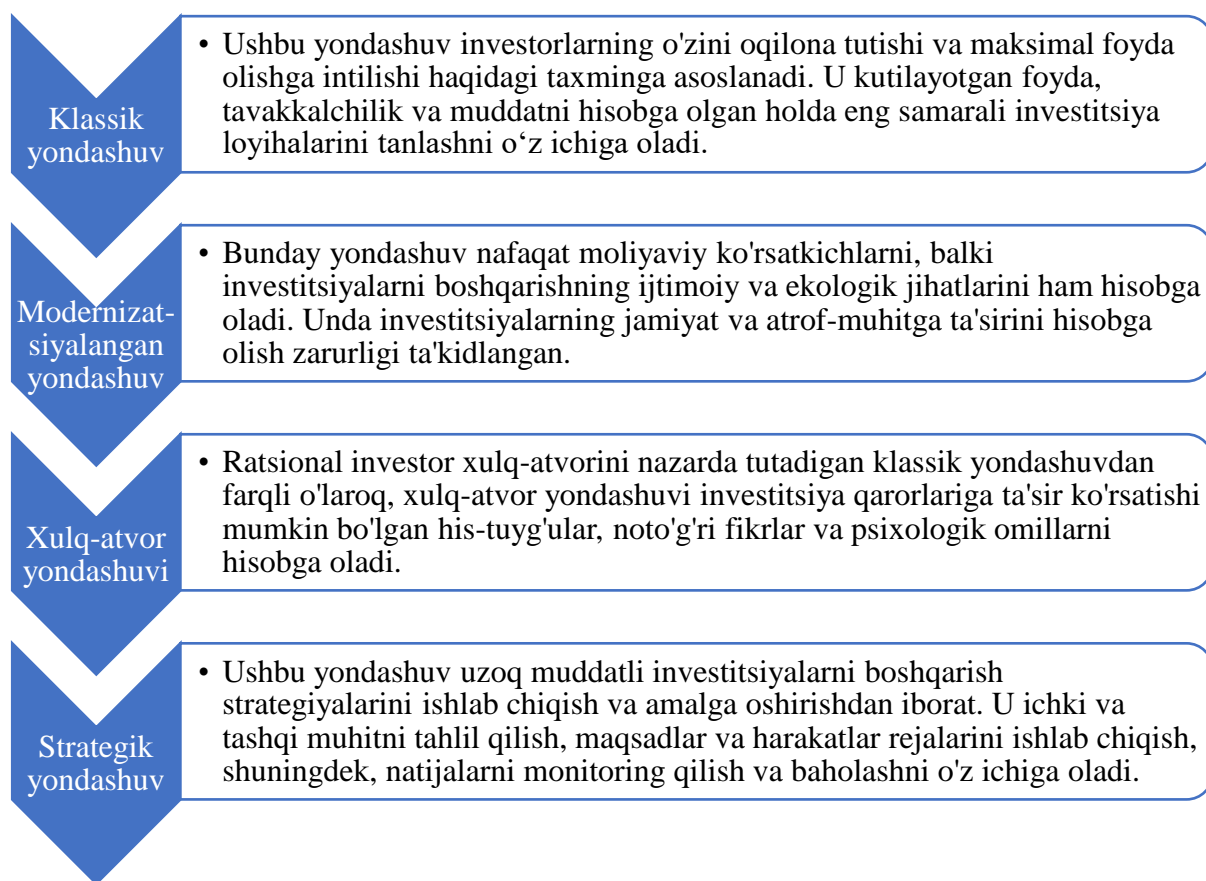 Klassik
yondashuv
• Ushbu yondashuv investorlarning o'zini oqilona tutishi va maksimal foyda
olishga intilishi haqidagi taxminga asoslanadi. U kutilayotgan foyda,
tavakkalchilik va muddatni hisobga olgan holda eng samarali investitsiya
loyihalarini tanlashni o‘z ichiga oladi.
Modernizat-
siyalangan
yondashuv
• Bunday yondashuv nafaqat moliyaviy ko'rsatkichlarni, balki
investitsiyalarni boshqarishning ijtimoiy va ekologik jihatlarini ham hisobga
oladi. Unda investitsiyalarning jamiyat va atrof-muhitga ta'sirini hisobga
olish zarurligi ta'kidlangan.
Xulq-atvor
yondashuvi
• Ratsional investor xulq-atvorini nazarda tutadigan klassik yondashuvdan
farqli o'laroq, xulq-atvor yondashuvi investitsiya qarorlariga ta'sir ko'rsatishi
mumkin bo'lgan his-tuyg'ular, noto'g'ri fikrlar va psixologik omillarni
hisobga oladi.
Strategik
yondashuv
• Ushbu yondashuv uzoq muddatli investitsiyalarni boshqarish
strategiyalarini ishlab chiqish va amalga oshirishdan iborat. U ichki va
tashqi muhitni tahlil qilish, maqsadlar va harakatlar rejalarini ishlab chiqish,
shuningdek, natijalarni monitoring qilish va baholashni o'z ichiga oladi.